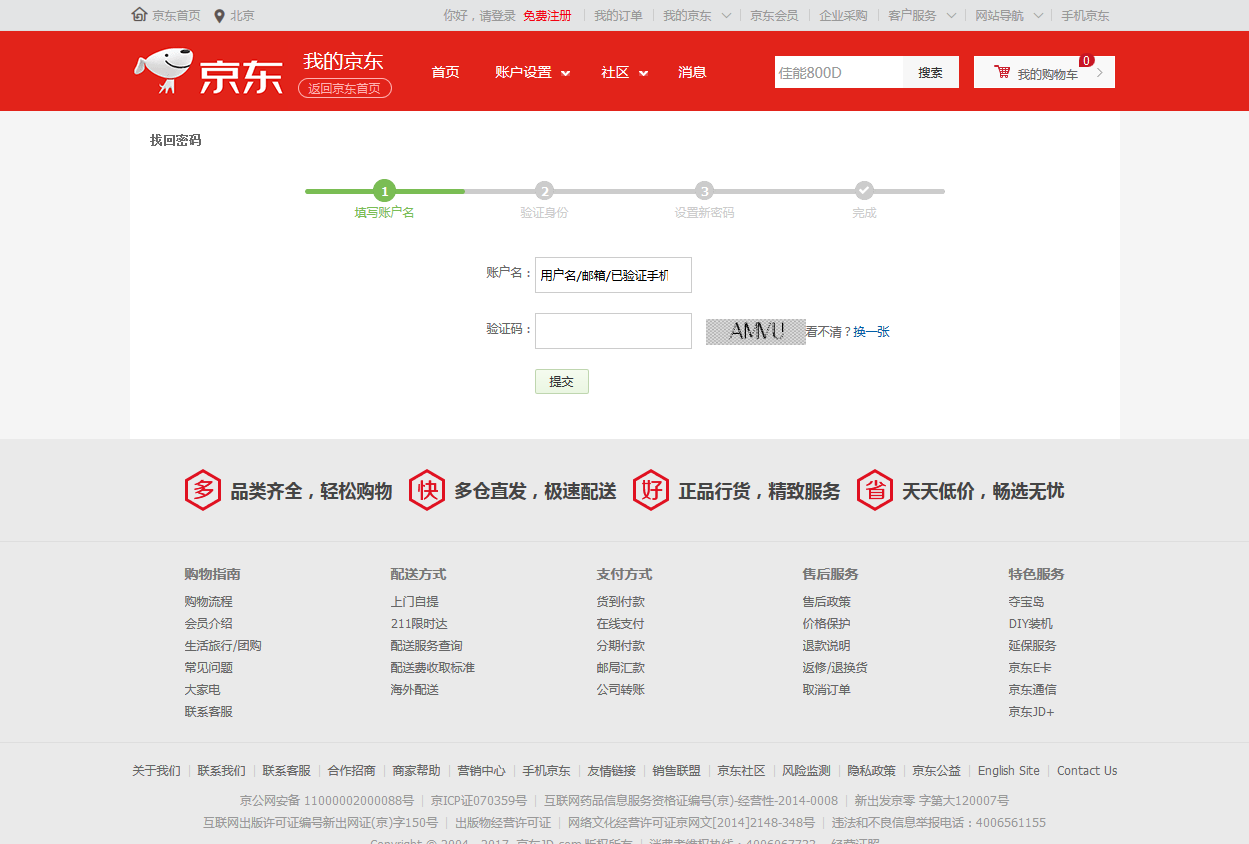 京东首页 北京 你好，请登录 免费注册 我的订单 我的京东 京东会员 企业采购 客户服务 网站导航 手机京东
京东 我的京东 返回京东首页 首页 账户设置 社区 消息 佳能800D 搜索 我的购物车 0
找回密码
1 2 3
填写账户名 验证身份 设置新密码 完成
账户名： 用户名/邮箱/已验证手机
验证码： AMVU 看不清？换一张
提交
多 品类齐全，轻松购物 快 多仓直发，极速配送 好 正品行货，精致服务 省 天天低价，畅选无忧
购物指南 配送方式 支付方式 售后服务 特色服务
购物流程 上门自提 货到付款 售后政策 夺宝岛
会员介绍 211限时达 在线支付 价格保护 DIY装机
生活旅行/团购 配送服务查询 分期付款 退款说明 延保服务
常见问题 配送费收取标准 邮局汇款 返修/退换货 京东E卡
大家电 海外配送 公司转账 取消订单 京东通信
联系客服 京东JD+
关于我们 | 联系我们 | 联系客服 | 合作招商 | 商家帮助 | 营销中心 | 手机京东 | 友情链接 | 销售联盟 | 京东社区 | 风险监测 | 隐私政策 | 京东公益 | English Site | Contact Us
京公网安备 11000002000088号 | 京ICP证070359号 | 互联网药品信息服务资格证编号(京)-经营性-2014-0008 | 新出发京零 字第大120007号
互联网出版许可证编号新出网证(京)字150号 | 出版物经营许可证 | 网络文化经营许可证京网文[2014]2148-348号 | 违法和不良信息举报电话：4006561155
Copyright © 2004 - 2017 京东JD.com 版权所有 | 消费者维权热线：4006067733 经营证照